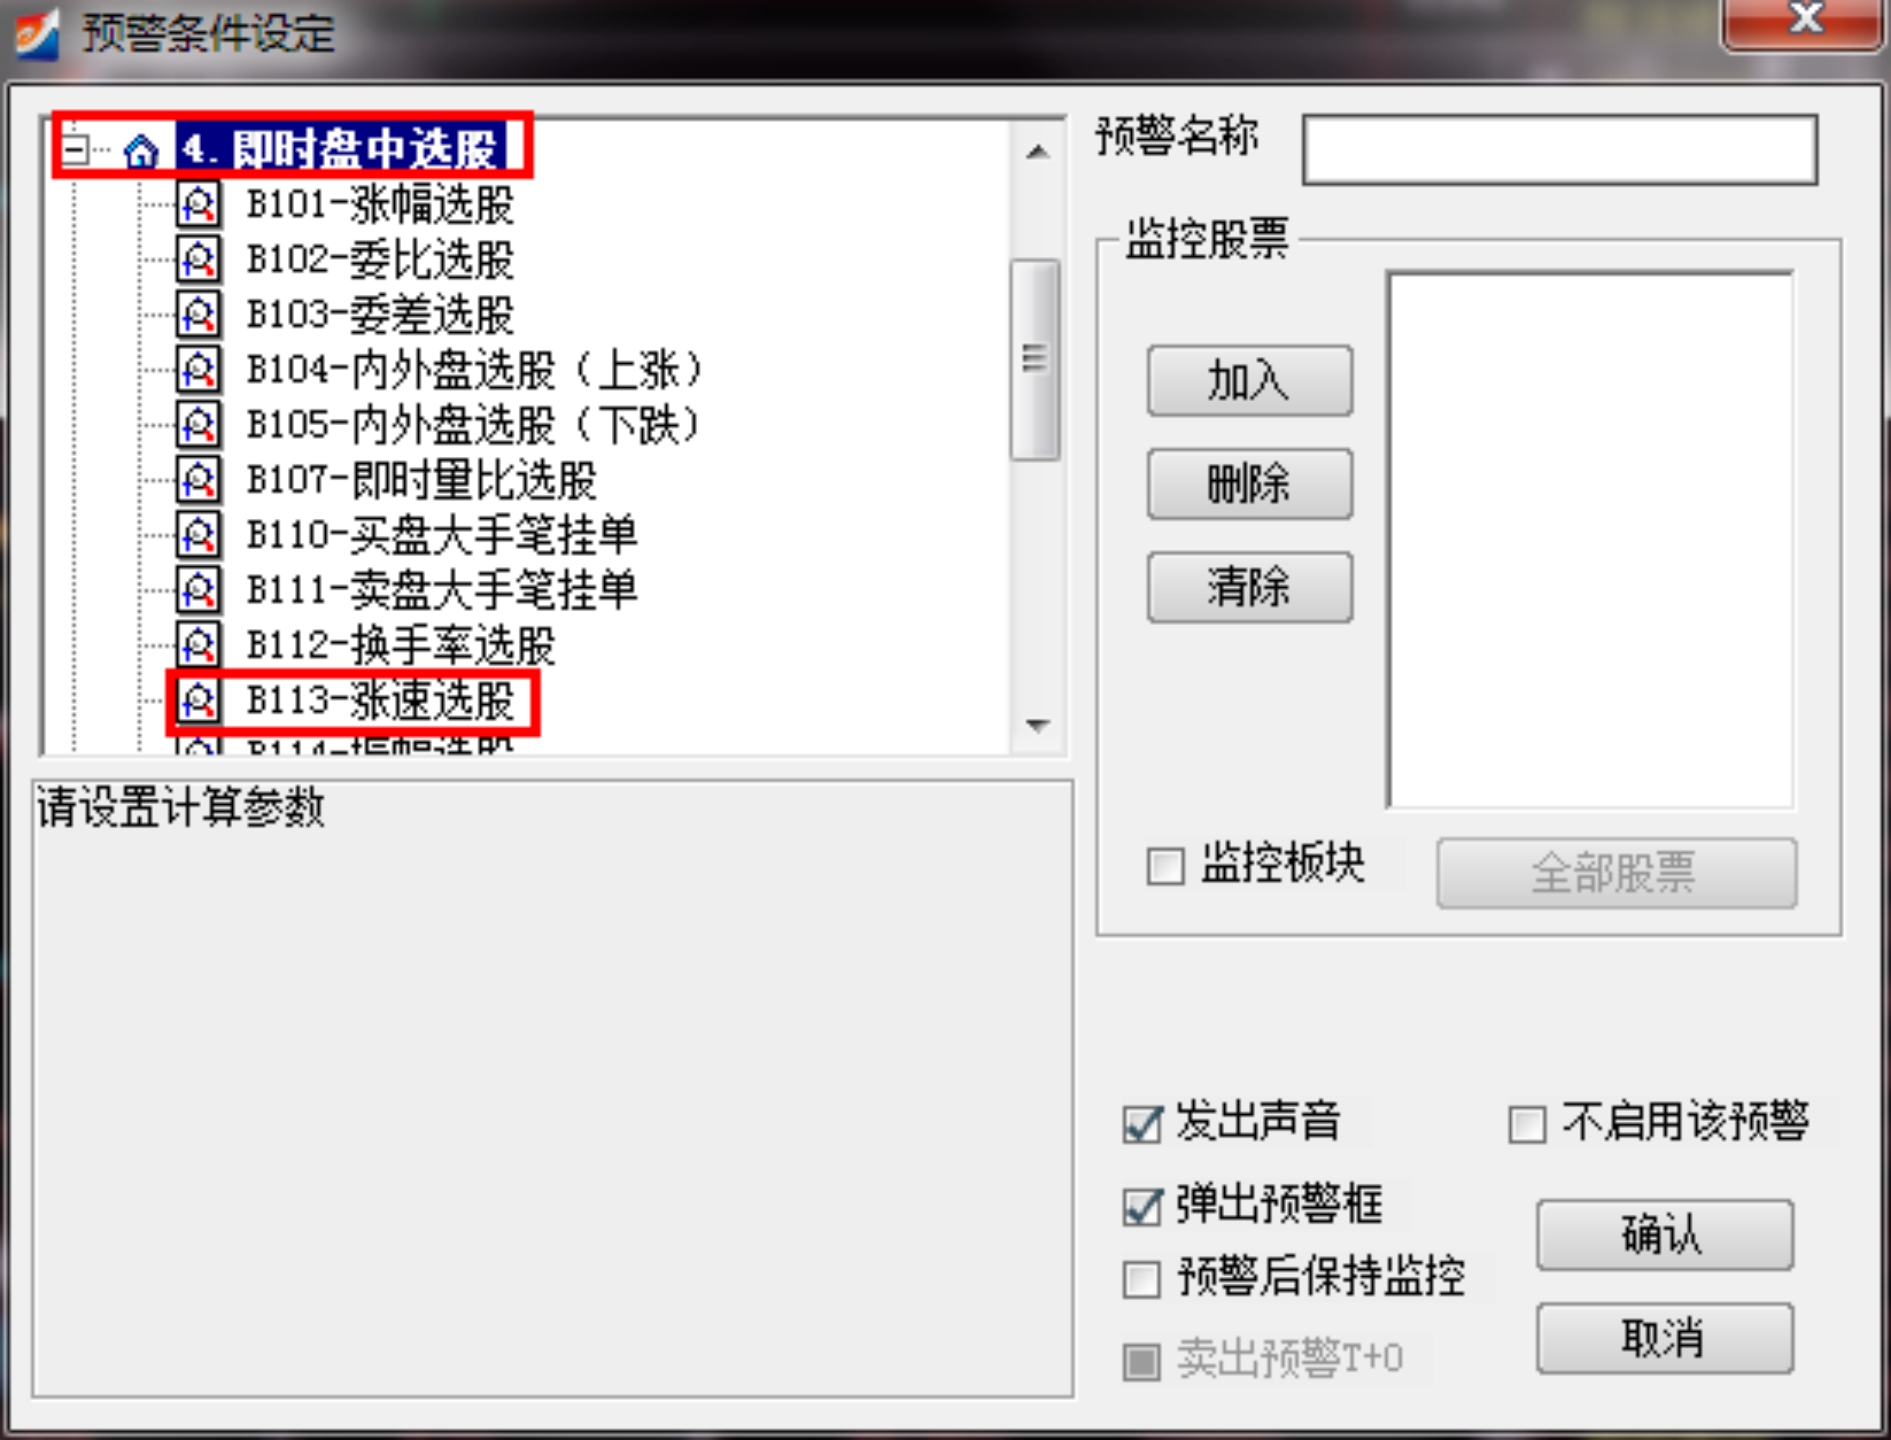 预警条件设定
4.即时盘中选股
B101-涨幅选股
B102-委比选股
B103-委差选股
B104-内外盘选股（上涨）
B105-内外盘选股（下跌）
B107-即时量比选股
B110-买盘大手笔挂单
B111-卖盘大手笔挂单
B112-换手率选股
B113-涨速选股
B114-振幅选股
请设置计算参数
预警名称
监控股票
加入
删除
清除
监控板块
全部股票
发出声音
不启用该预警
弹出预警框
预警后保持监控
卖出预警T+0
确认
取消